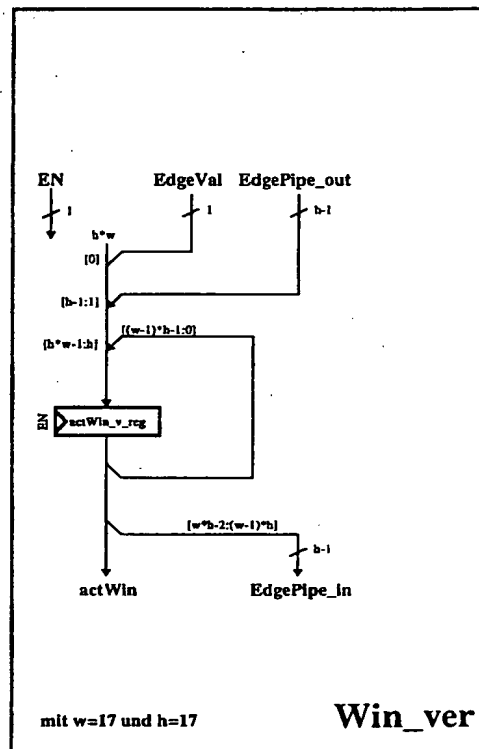 EN EdgeVal EdgePipe_out
1 1 h-1
h*w
[0]
[h-1:1]
[(w-1)*h-1:0]
[h*w-1:h]
EN actWin_v_reg
[w*h-2:(w-1)*h]
h-1
actWin EdgePipe_in
mit w=17 und h=17 Win_ver